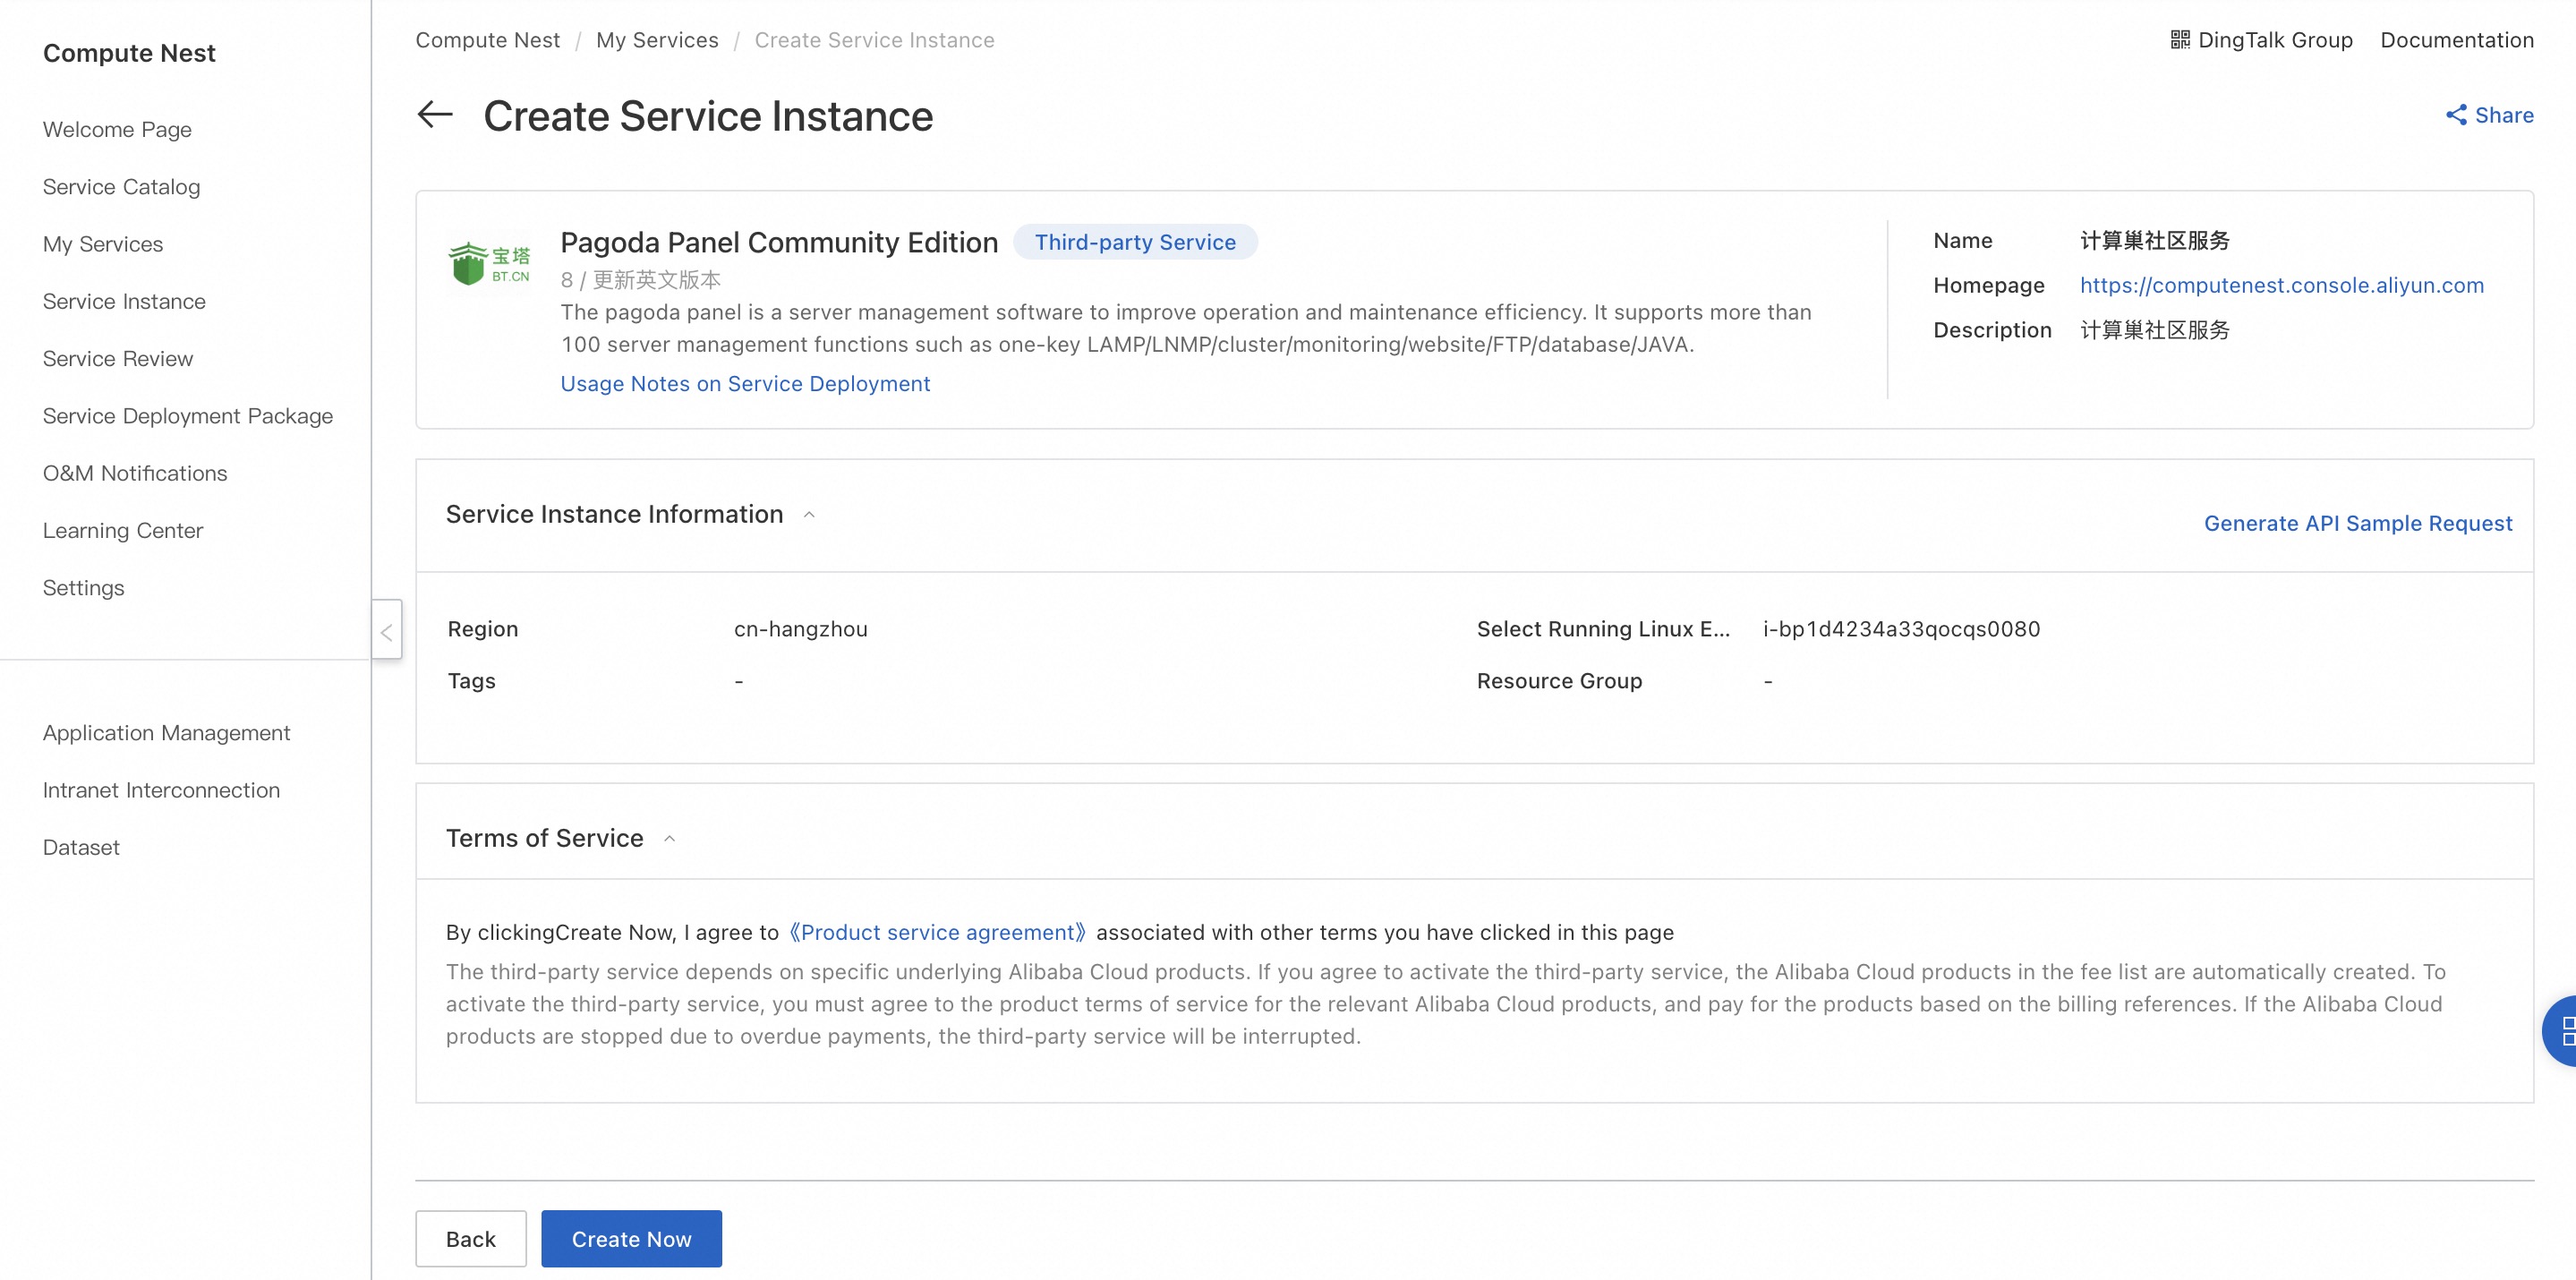 Compute Nest
Welcome Page
Service Catalog
My Services
Service Instance
Service Review
Service Deployment Package
O&M Notifications
Learning Center
Settings
Application Management
Intranet Interconnection
Dataset
Compute Nest / My Services / Create Service Instance
DingTalk Group Documentation
Create Service Instance
Share
宝塔
BT.CN
Pagoda Panel Community Edition Third-party Service
8 / 更新英文版本
The pagoda panel is a server management software to improve operation and maintenance efficiency. It supports more than
100 server management functions such as one-key LAMP/LNMP/cluster/monitoring/website/FTP/database/JAVA.
Usage Notes on Service Deployment
Name 计算巢社区服务
Homepage https://computenest.console.aliyun.com
Description 计算巢社区服务
Service Instance Information
Generate API Sample Request
Region cn-hangzhou
Select Running Linux E... i-bp1d4234a33qocqs0080
Tags -
Resource Group -
Terms of Service
By clickingCreate Now, I agree to 《Product service agreement》 associated with other terms you have clicked in this page
The third-party service depends on specific underlying Alibaba Cloud products. If you agree to activate the third-party service, the Alibaba Cloud products in the fee list are automatically created. To
activate the third-party service, you must agree to the product terms of service for the relevant Alibaba Cloud products, and pay for the products based on the billing references. If the Alibaba Cloud
products are stopped due to overdue payments, the third-party service will be interrupted.
Back
Create Now